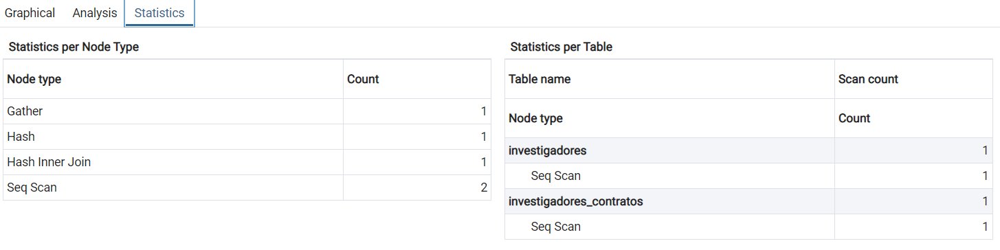 Graphical Analysis Statistics
Statistics per Node Type
Node type Count
Gather 1
Hash 1
Hash Inner Join 1
Seq Scan 2
Statistics per Table
Table name Scan count
Node type Count
investigadores 1
Seq Scan 1
investigadores_contratos 1
Seq Scan 1